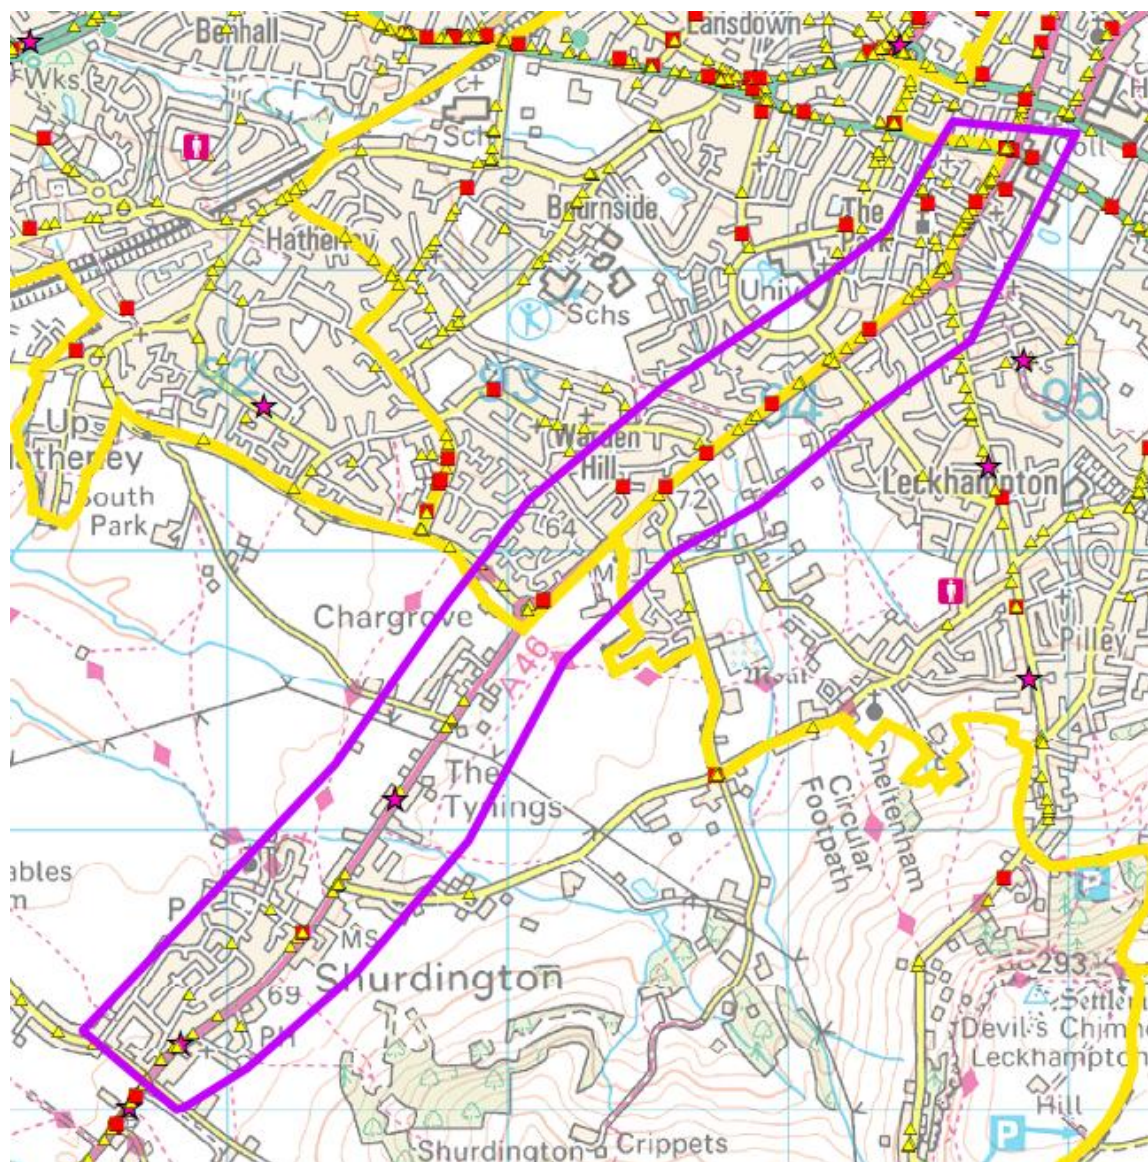 Benhall
Lansdown
Wks
Sch
Coll
Bournside
The
Park
Hatherley
Univ
Schs
92
93
94
95
Up
Hatherley
South
Park
Warden
Hill
Leckhampton
72
64
Chargrove
A46
Pilley
Moat
The
Tynings
Cheltenham
Circular
Footpath
P
MS
Shurdington
69
PH
293
Devil's Chim
Leckhampton
Hill
P
Shurdington
Crippets